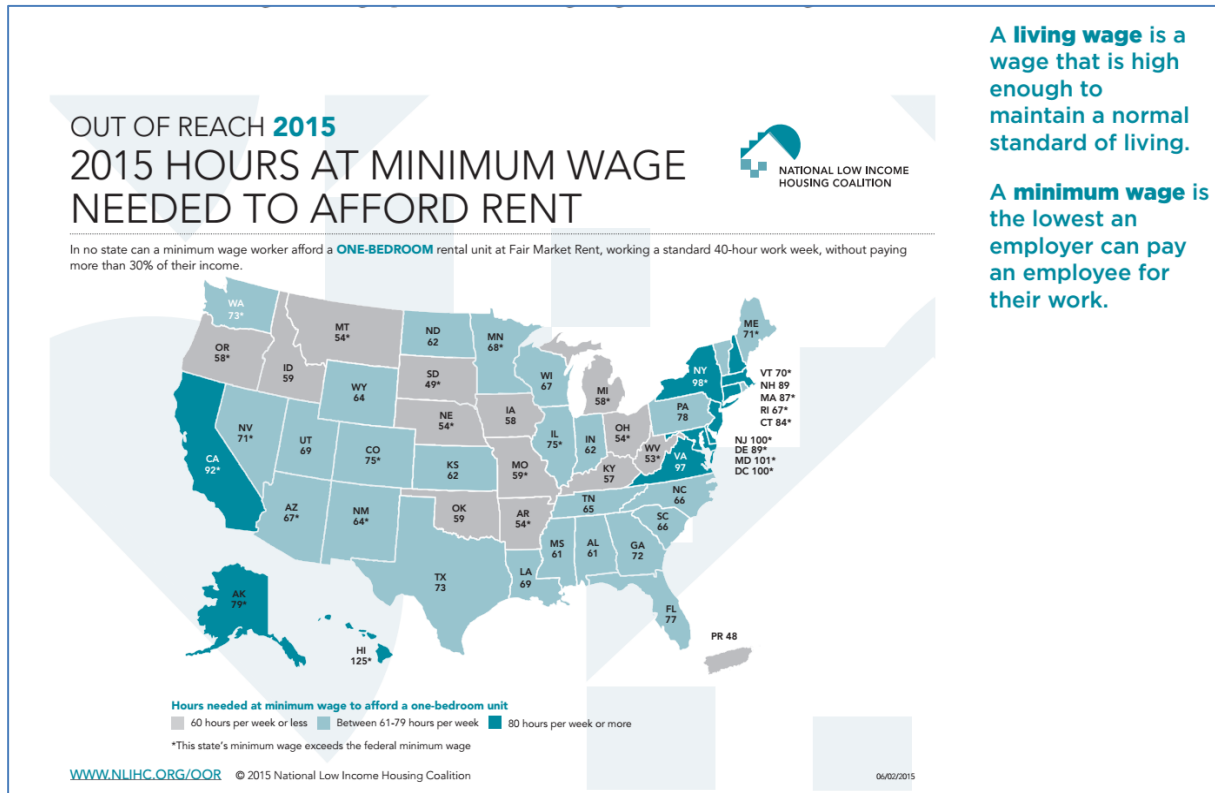 OUT OF REACH 2015
2015 HOURS AT MINIMUM WAGE
NEEDED TO AFFORD RENT
NATIONAL LOW INCOME
HOUSING COALITION
In no state can a minimum wage worker afford a ONE-BEDROOM rental unit at Fair Market Rent, working a standard 40-hour work week, without paying
more than 30% of their income.
A living wage is a
wage that is high
enough to
maintain a normal
standard of living.
A minimum wage is
the lowest an
employer can pay
an employee for
their work.
WA
73*
OR
58*
ID
59
MT
54*
ND
62
MN
68*
SD
49*
WY
64
NE
54*
IA
58
WI
67
MI
58*
NY
98*
ME
71*
VT 70*
NH 89
MA 87*
RI 67*
CT 84*
NJ 100*
DE 89*
MD 101*
DC 100*
PA
78
OH
54*
WV
53*
VA
97
IN
62
IL
75*
NV
71*
UT
69
CO
75*
KS
62
MO
59*
KY
57
CA
92*
AZ
67*
NM
64*
OK
59
AR
54*
TN
65
NC
66
SC
66
MS
61
AL
61
GA
72
TX
73
LA
69
FL
77
AK
79*
HI
125*
PR 48
Hours needed at minimum wage to afford a one-bedroom unit
60 hours per week or less
Between 61-79 hours per week
80 hours per week or more
*This state's minimum wage exceeds the federal minimum wage
WWW.NLIHC.ORG/OOR © 2015 National Low Income Housing Coalition
06/02/2015